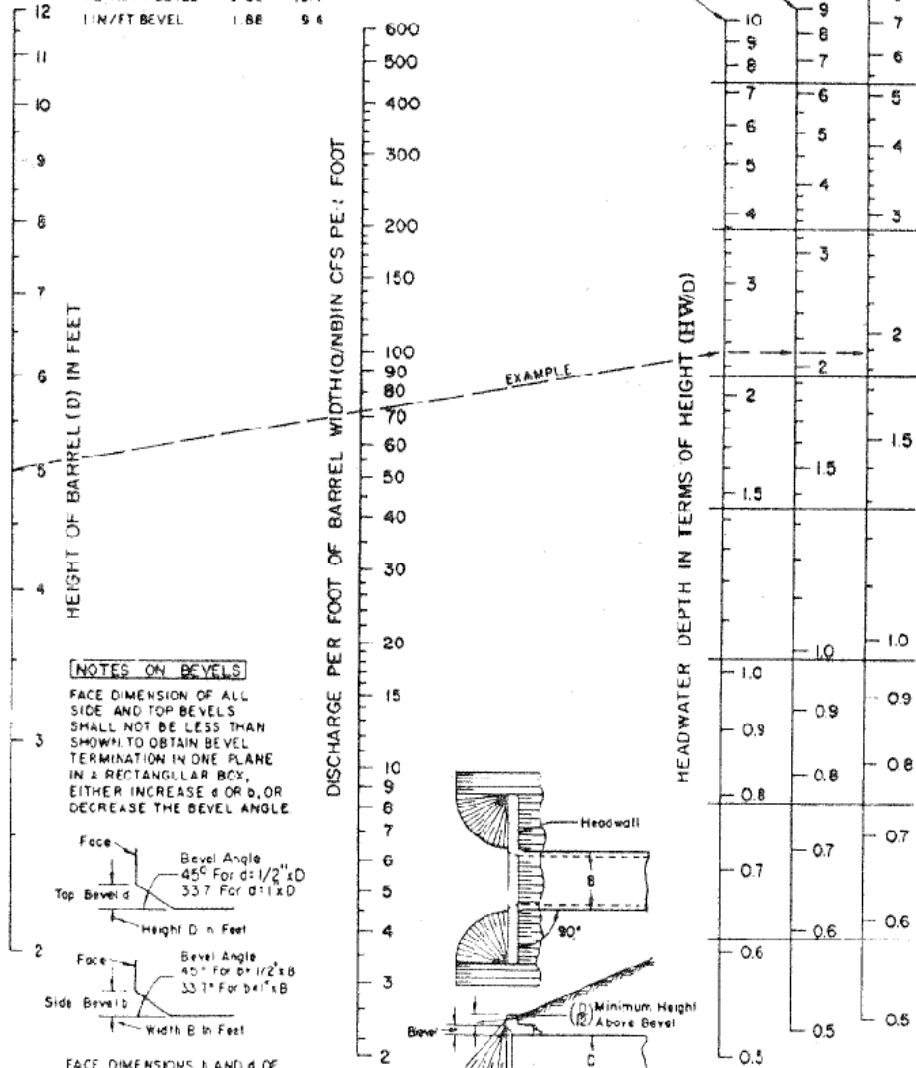 1 IN/FT BEVEL 1.88 9.6
12
11
10
9
8
7
6
5
4
3
2
HEIGHT OF BARREL (D) IN FEET
600
500
400
300
200
150
100
90
80
70
60
50
40
30
20
15
10
9
8
7
6
5
4
3
2
DISCHARGE PER FOOT OF BARREL WIDTH (Q/NB) IN CFS PER FOOT
EXAMPLE
HEADWATER DEPTH IN TERMS OF HEIGHT (HW/D)
10
9
8
7
6
5
4
3
2
1.5
1.0
0.9
0.8
0.7
0.6
0.5
9
8
7
6
5
4
3
2
1.5
1.0
0.9
0.8
0.7
0.6
0.5
7
6
5
4
3
2
1.5
1.0
0.9
0.8
0.7
0.6
0.5
NOTES ON BEVELS
FACE DIMENSION OF ALL
SIDE AND TOP BEVELS
SHALL NOT BE LESS THAN
SHOWN. TO OBTAIN BEVEL
TERMINATION IN ONE PLANE
IN A RECTANGULAR BOX,
EITHER INCREASE d OR b, OR
DECREASE THE BEVEL ANGLE
Face
Bevel Angle
45° For d=1/2"xD
33.7 For d=1"xD
Top Bevel d
Height D in Feet
Face
Bevel Angle
45° For b=1/2"xB
33.7° For b=1"xB
Side Bevel b
Width B In Feet
FACE DIMENSIONS b AND d OF
Headwall
B
90°
(D/12) Minimum Height
Above Bevel
Bevel